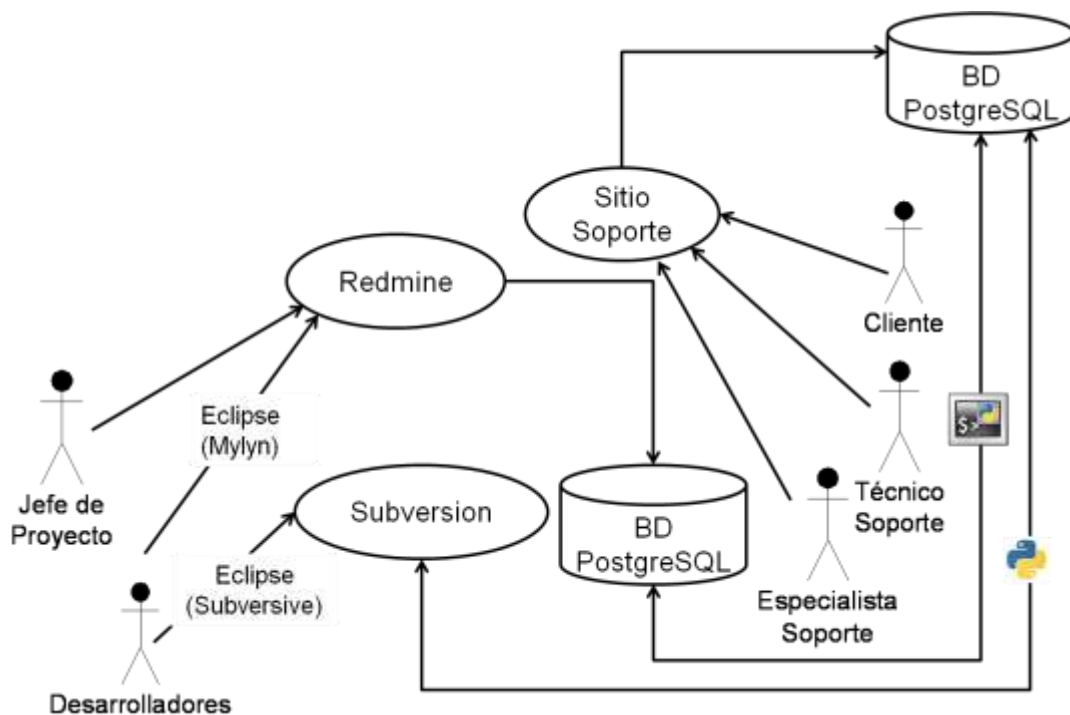 BD
PostgreSQL
Sitio
Soporte
Redmine
Cliente
Eclipse
(Mylyn)
$>
Jefe de
Proyecto
Subversion
BD
PostgreSQL
Técnico
Soporte
Eclipse
(Subversive)
Especialista
Soporte
Desarrolladores